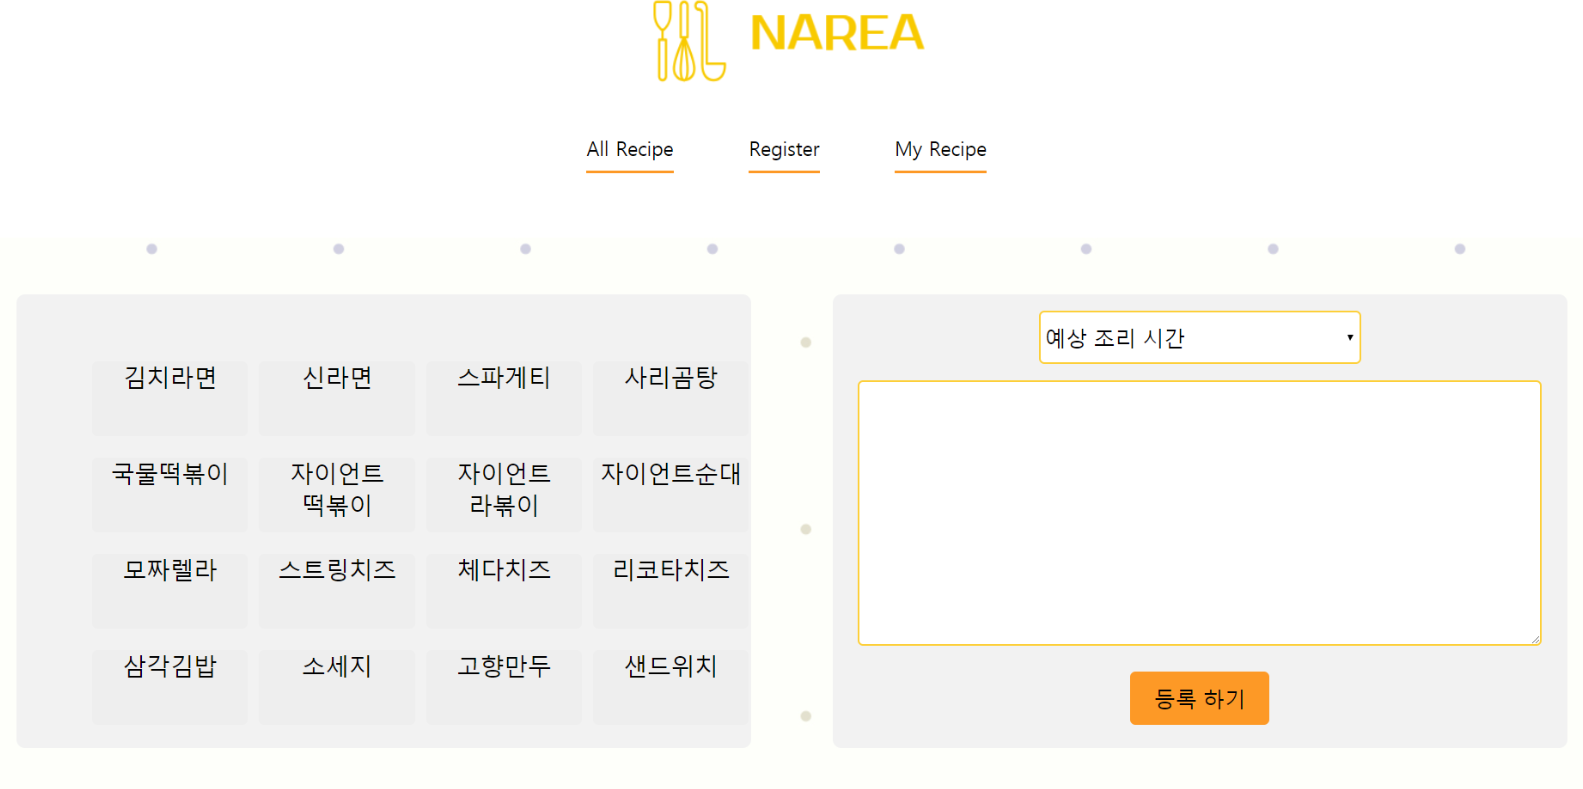 NAREA
All Recipe
Register
My Recipe
김치라면
신라면
스파게티
사리곰탕
국물떡볶이
자이언트
떡볶이
자이언트
라볶이
자이언트순대
모짜렐라
스트링치즈
체다치즈
리코타치즈
삼각김밥
소세지
고향만두
샌드위치
예상 조리 시간
등록 하기